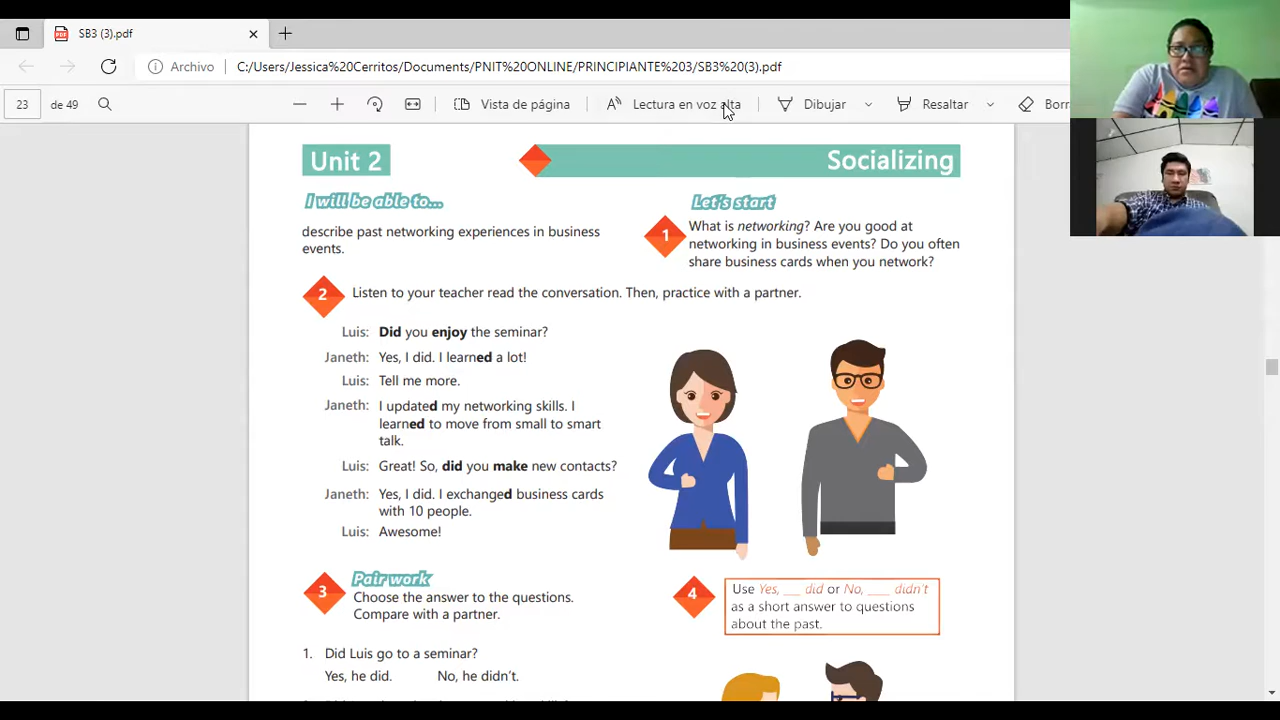 SB3 (3).pdf
Archivo
C:/Users/Jessica%20Cerritos/Documents/PNIT%20ONLINE/PRINCIPIANTE%203/SB3%20(3).pdf
23 de 49
Vista de página
Lectura en voz alta
Dibujar
Resaltar
Borr
Unit 2
Socializing
I will be able to...
describe past networking experiences in business
events.
Let's start
1
What is networking? Are you good at
networking in business events? Do you often
share business cards when you network?
2
Listen to your teacher read the conversation. Then, practice with a partner.
Luis: Did you enjoy the seminar?
Janeth: Yes, I did. I learned a lot!
Luis: Tell me more.
Janeth: I updated my networking skills. I
learned to move from small to smart
talk.
Luis: Great! So, did you make new contacts?
Janeth: Yes, I did. I exchanged business cards
with 10 people.
Luis: Awesome!
3
Pair work
Choose the answer to the questions.
Compare with a partner.
4
Use Yes, ___ did or No, ___ didn't
as a short answer to questions
about the past.
1. Did Luis go to a seminar?
Yes, he did. No, he didn't.